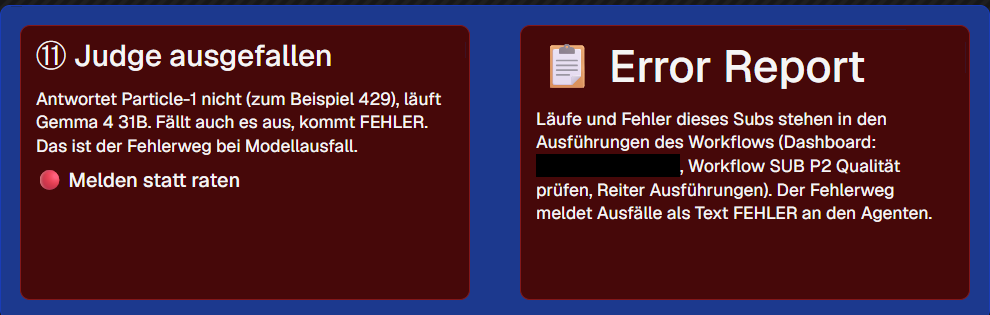 ⑪ Judge ausgefallen
Antwortet Particle-1 nicht (zum Beispiel 429), läuft
Gemma 4 31B. Fällt auch es aus, kommt FEHLER.
Das ist der Fehlerweg bei Modellausfall.
🔴 Melden statt raten
📋 Error Report
Läufe und Fehler dieses Subs stehen in den
Ausführungen des Workflows (Dashboard:
, Workflow SUB P2 Qualität
prüfen, Reiter Ausführungen). Der Fehlerweg
meldet Ausfälle als Text FEHLER an den Agenten.